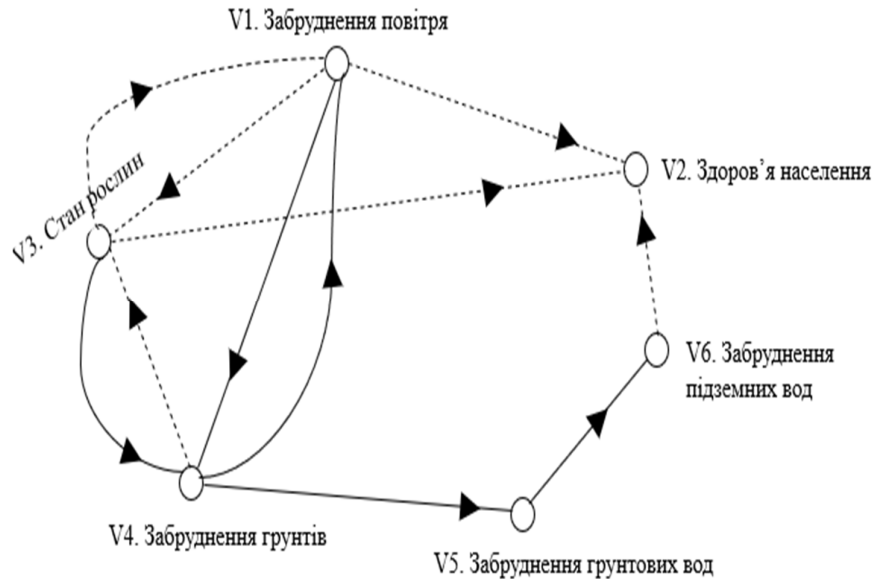 V1. Забруднення повітря
V2. Здоров’я населення
V3. Стан рослин
V6. Забруднення
підземних вод
V4. Забруднення грунтів
V5. Забруднення грунтових вод